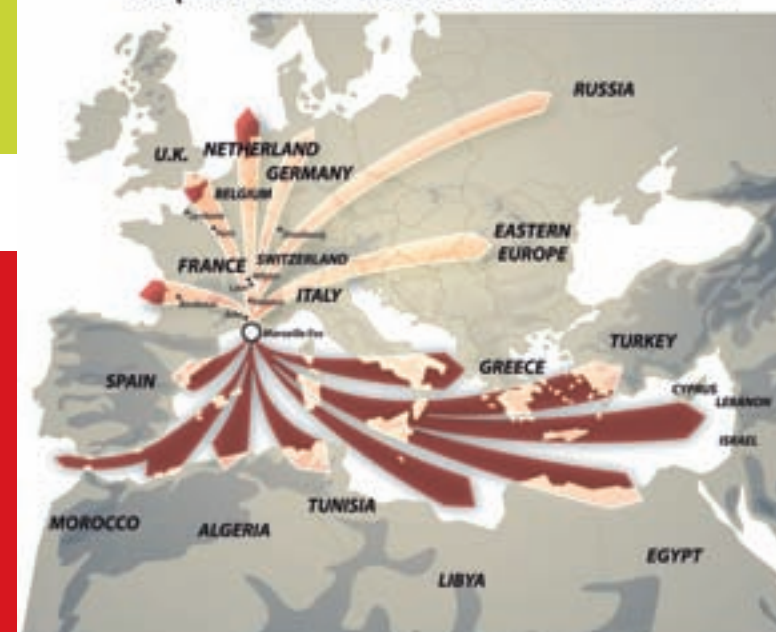 RUSSIA
U.K.
NETHERLAND
GERMANY
BELGIUM
EASTERN
EUROPE
FRANCE
SWITZERLAND
ITALY
Marseille Fos
SPAIN
GREECE
TURKEY
CYPRUS
LEBANON
ISRAEL
MOROCCO
ALGERIA
TUNISIA
LIBYA
EGYPT